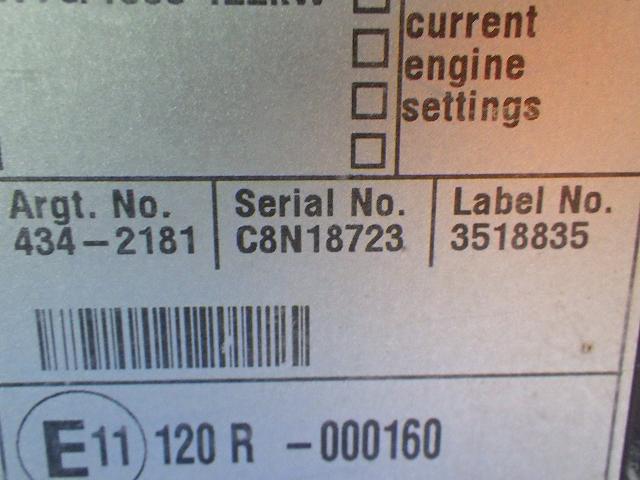 current
engine
settings
Argt. No. Serial No. Label No.
434-2181 C8N18723 3518835
E11 120 R -000160